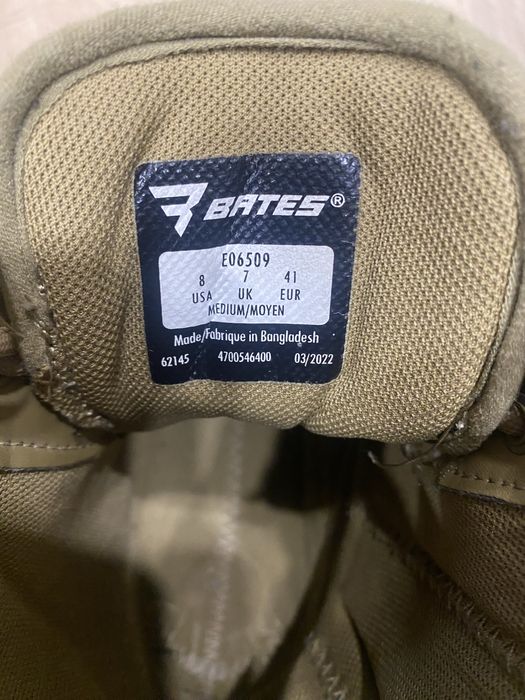 BATES®
E06509
8 7 41
USA UK EUR
MEDIUM/MOYEN
Made/Fabrique in Bangladesh
62145 4700546400 03/2022